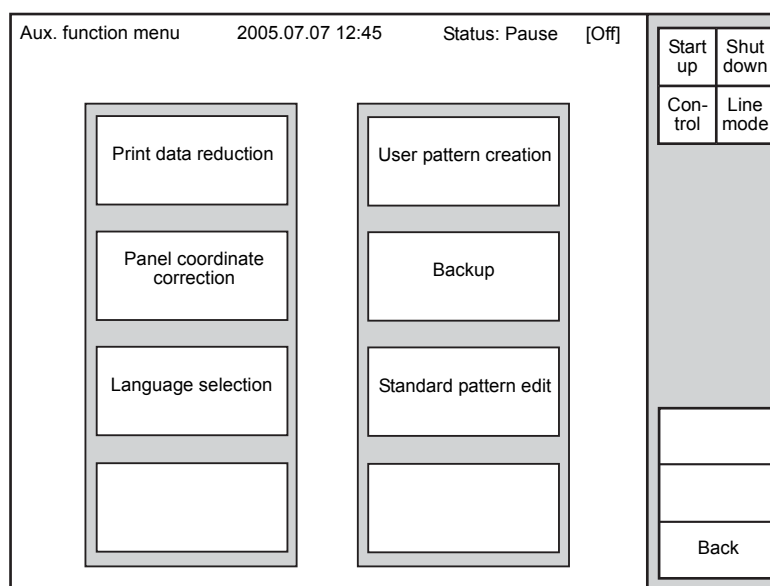 Aux. function menu 2005.07.07 12:45 Status: Pause [Off]
Print data reduction
Panel coordinate
correction
Language selection
User pattern creation
Backup
Standard pattern edit
Start
up
Shut
down
Con-
trol
Line
mode
Back